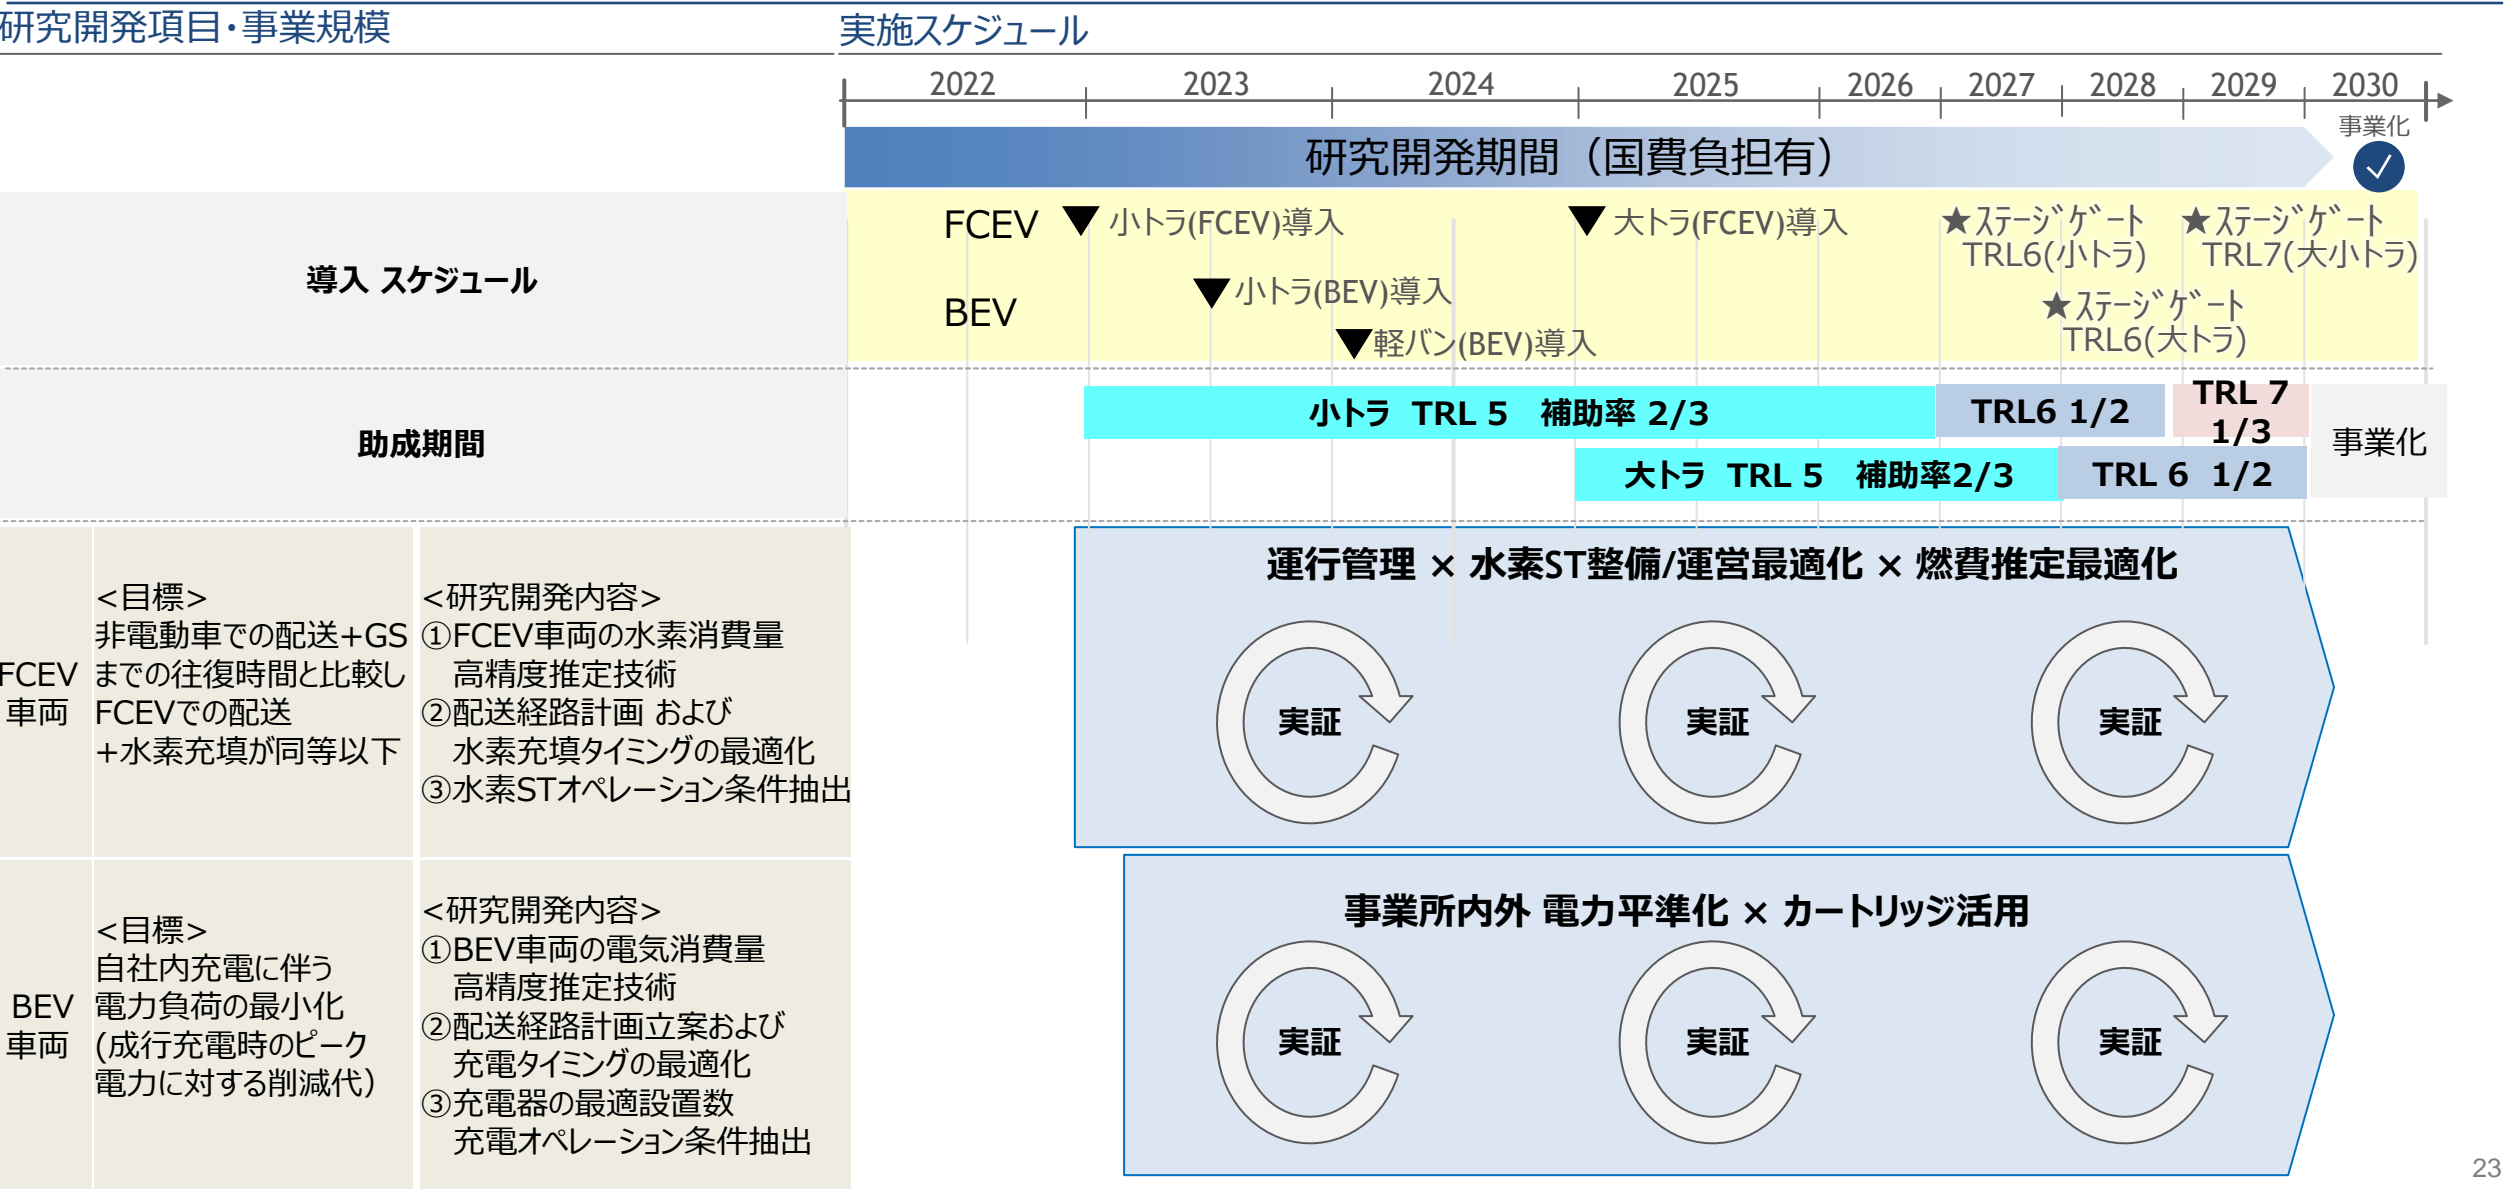 研究開発項目・事業規模
実施スケジュール
2022 2023 2024 2025 2026 2027 2028 2029 2030
研究開発期間（国費負担有）
事業化
導入 スケジュール
FCEV
小トラ(FCEV)導入
大トラ(FCEV)導入
★ｽﾃｰｼﾞｹﾞｰﾄ
TRL6(小トラ)
★ｽﾃｰｼﾞｹﾞｰﾄ
TRL7(大小トラ)
BEV
小トラ(BEV)導入
軽バン(BEV)導入
★ｽﾃｰｼﾞｹﾞｰﾄ
TRL6(大トラ)
助成期間
小トラ TRL 5 補助率 2/3
TRL6 1/2
TRL 7
1/3
大トラ TRL 5 補助率2/3
TRL 6 1/2
事業化
FCEV
車両
<目標>
非電動車での配送+GS
までの往復時間と比較し
FCEVでの配送
+水素充填が同等以下
<研究開発内容>
①FCEV車両の水素消費量
高精度推定技術
②配送経路計画 および
水素充填タイミングの最適化
③水素STオペレーション条件抽出
運行管理 × 水素ST整備/運営最適化 × 燃費推定最適化
実証 実証 実証
BEV
車両
<目標>
自社内充電に伴う
電力負荷の最小化
(成行充電時のピーク
電力に対する削減代）
<研究開発内容>
①BEV車両の電気消費量
高精度推定技術
②配送経路計画立案および
充電タイミングの最適化
③充電器の最適設置数
充電オペレーション条件抽出
事業所内外 電力平準化 × カートリッジ活用
実証 実証 実証
23